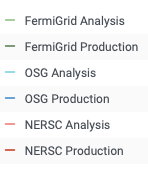 FermiGrid Analysis
FermiGrid Production
OSG Analysis
OSG Production
NERSC Analysis
NERSC Production